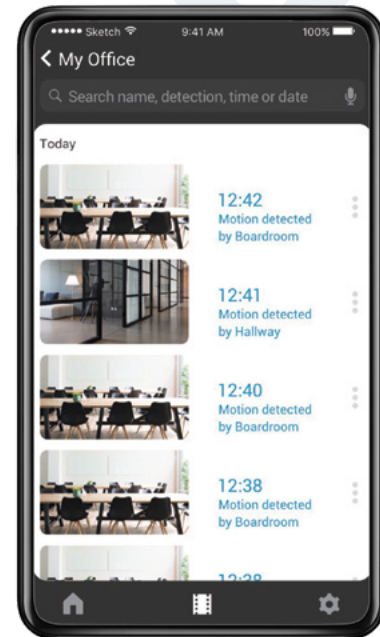 Sketch 9:41 AM 100%
My Office
Search name, detection, time or date
Today
12:42
Motion detected
by Boardroom
12:41
Motion detected
by Hallway
12:40
Motion detected
by Boardroom
12:38
Motion detected
by Boardroom